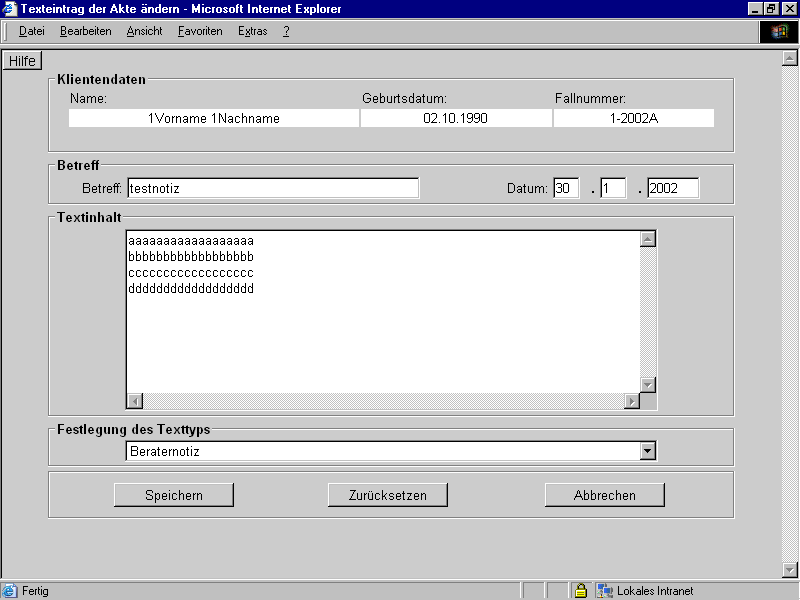 Texteintrag der Akte ändern - Microsoft Internet Explorer
Datei Bearbeiten Ansicht Favoriten Extras ?
Hilfe
Klientendaten
Name: Geburtsdatum: Fallnummer:
1Vorname 1Nachname 02.10.1990 1-2002A
Betreff
Betreff: testnotiz Datum: 30 . 1 . 2002
Textinhalt
aaaaaaaaaaaaaaaaaa
bbbbbbbbbbbbbbbbbb
cccccccccccccccccc
dddddddddddddddddd
Festlegung des Texttyps
Beraternotiz
Speichern Zurücksetzen Abbrechen
Fertig Lokales Intranet